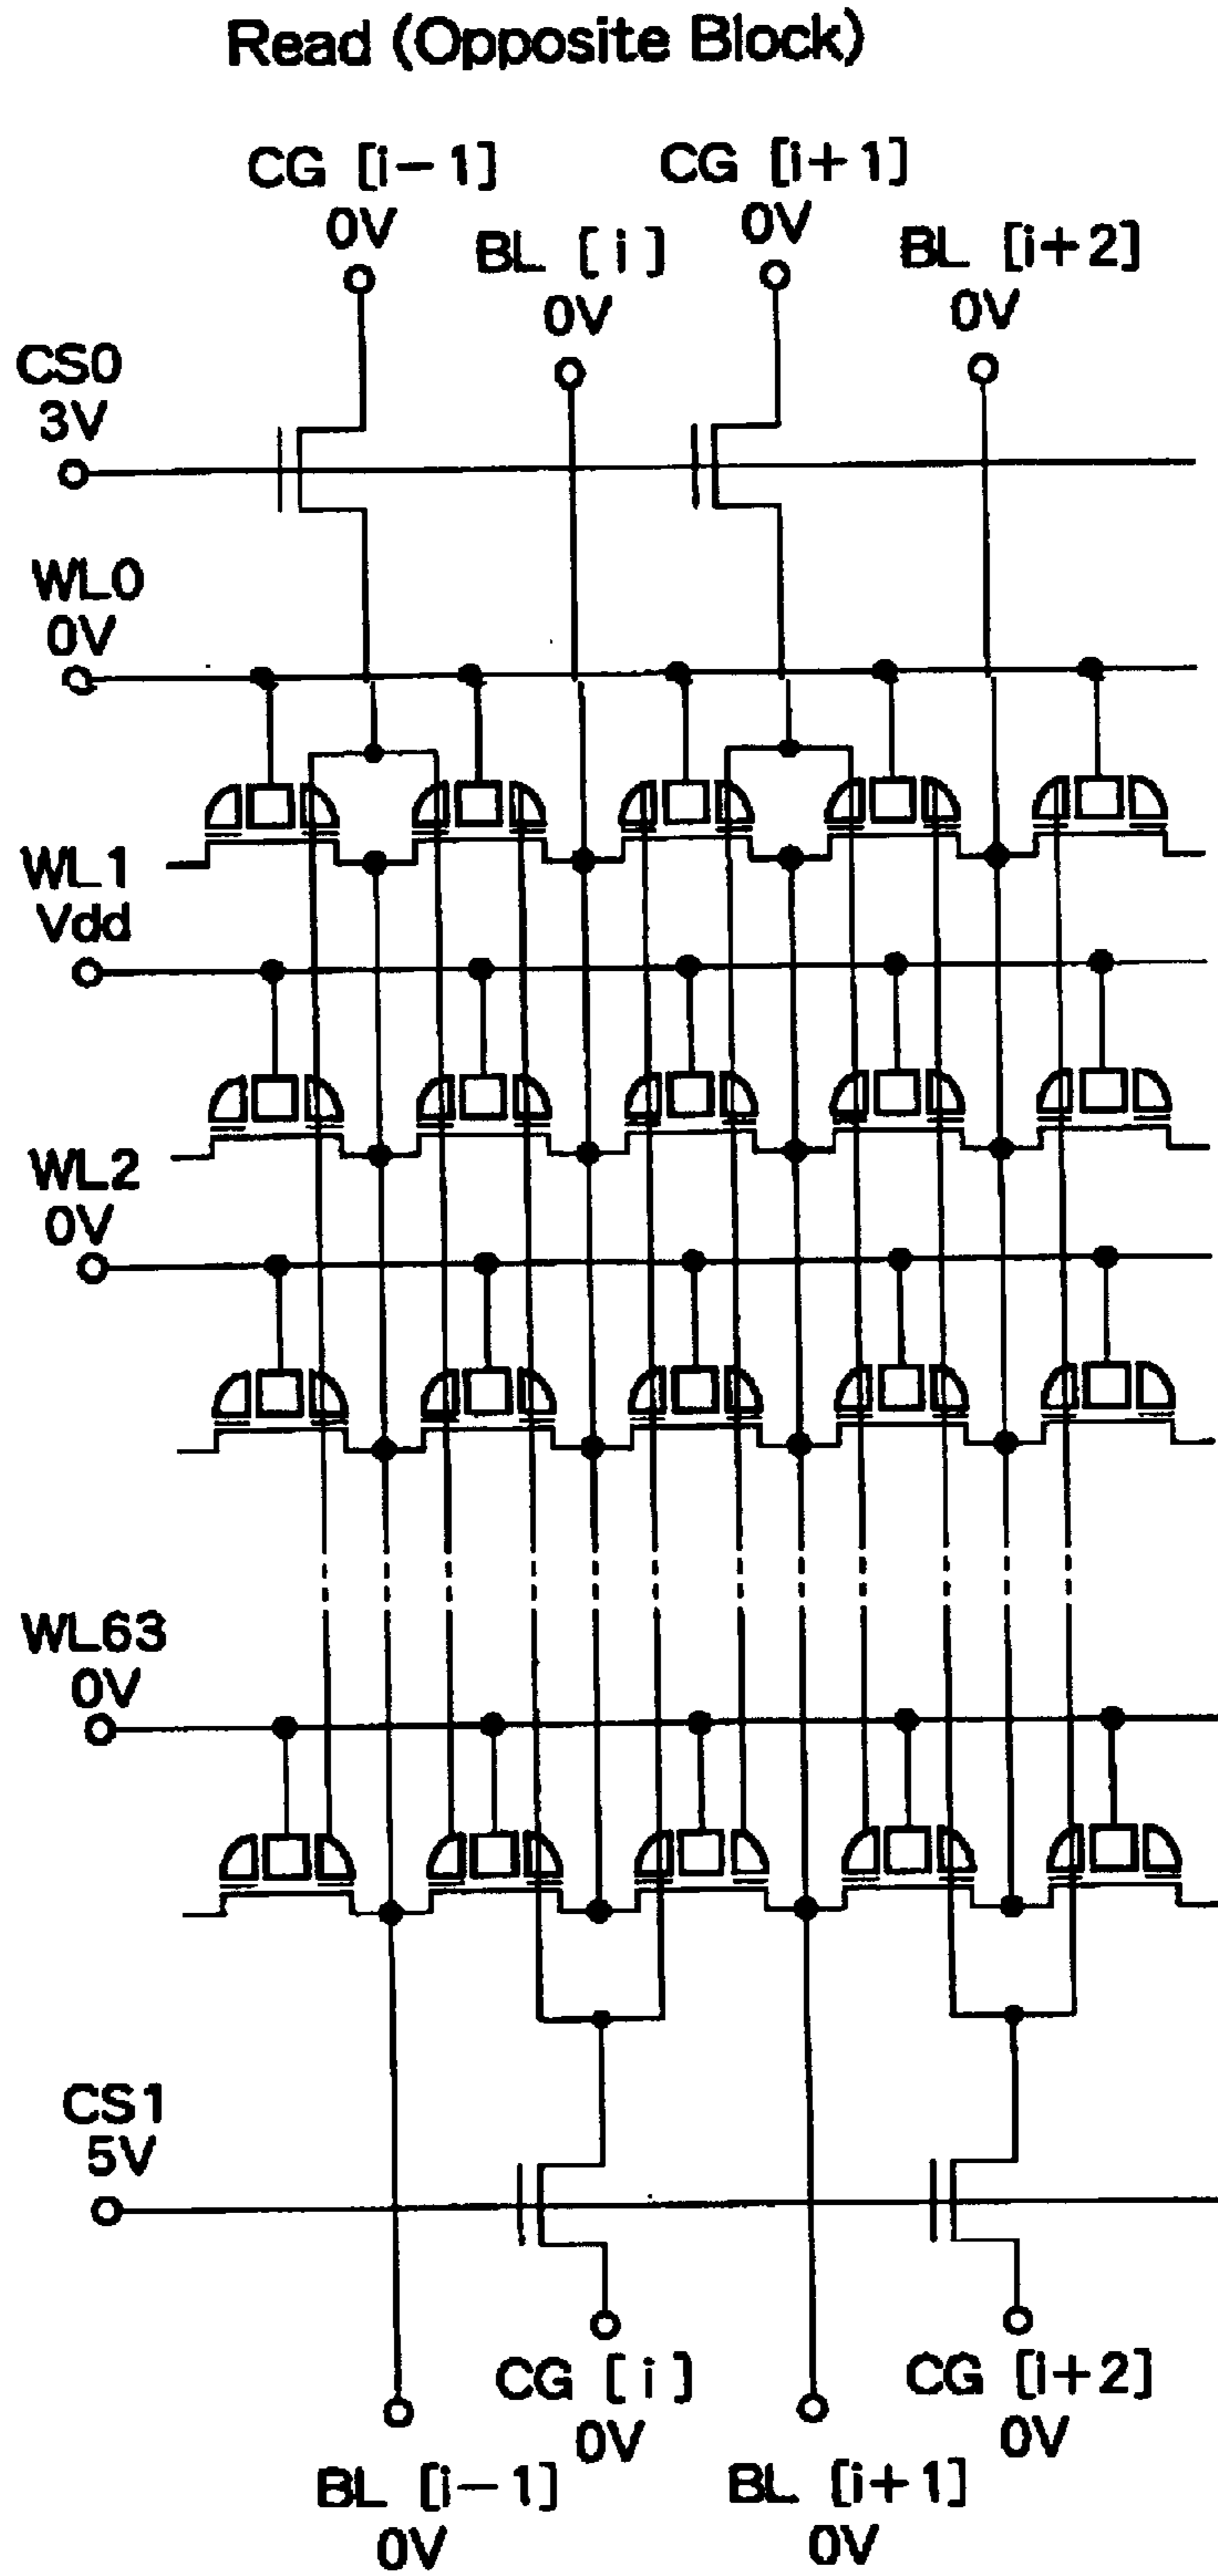 Read (Opposite Block)
CG [i-1]
0V
CG [i+1]
0V
BL [i]
0V
BL [i+2]
0V
CS0
3V
WL0
0V
WL1
Vdd
WL2
0V
WL63
0V
CS1
5V
CG [i]
0V
CG [i+2]
0V
BL [i-1]
0V
BL [i+1]
0V